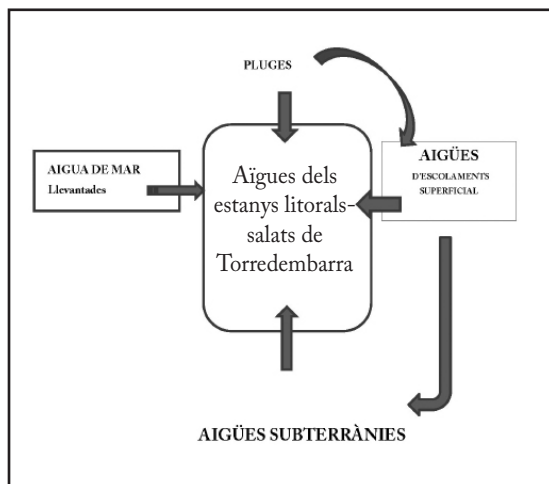 PLUGES
AIGUA DE MAR
Llevantades
Aïgues dels
estanys litorals-
salats de
Torredembarra
AIGÜES
D'ESCOLAMENTS
SUPERFICIAL
AIGÜES SUBTERRÀNIES